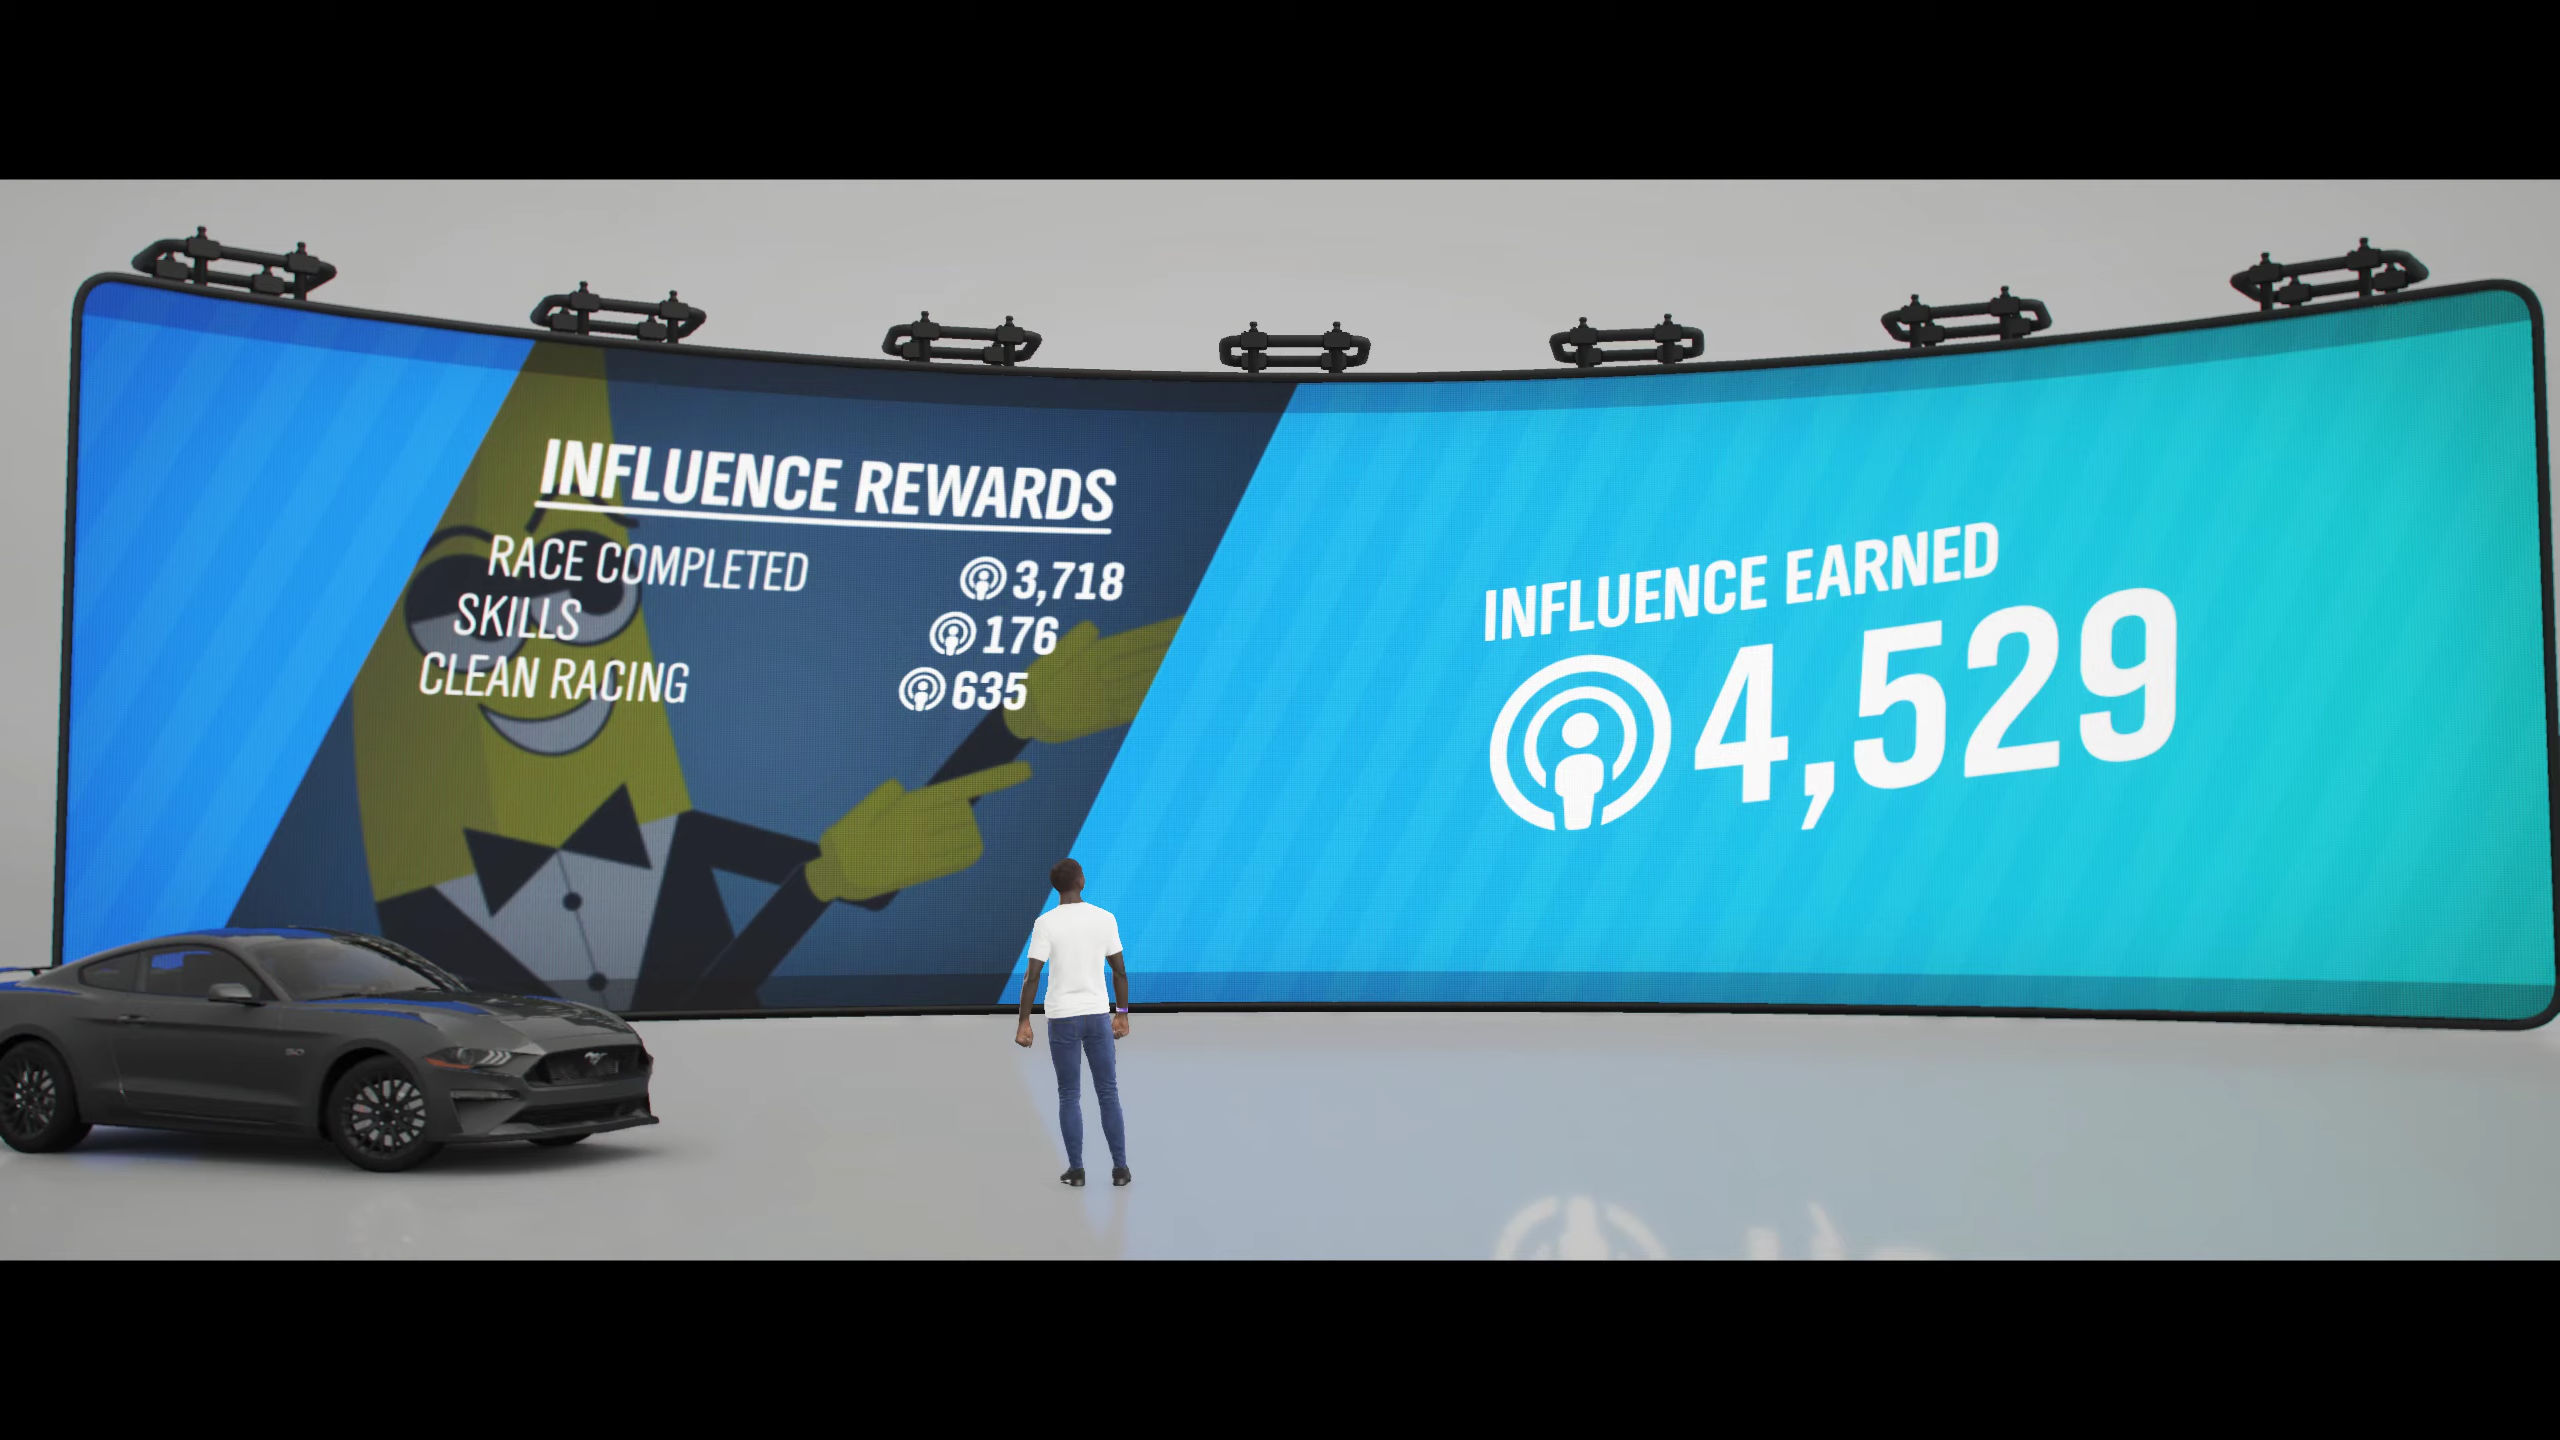 INFLUENCE REWARDS
RACE COMPLETED 3,718
SKILLS 176
CLEAN RACING 635
INFLUENCE EARNED
4,529